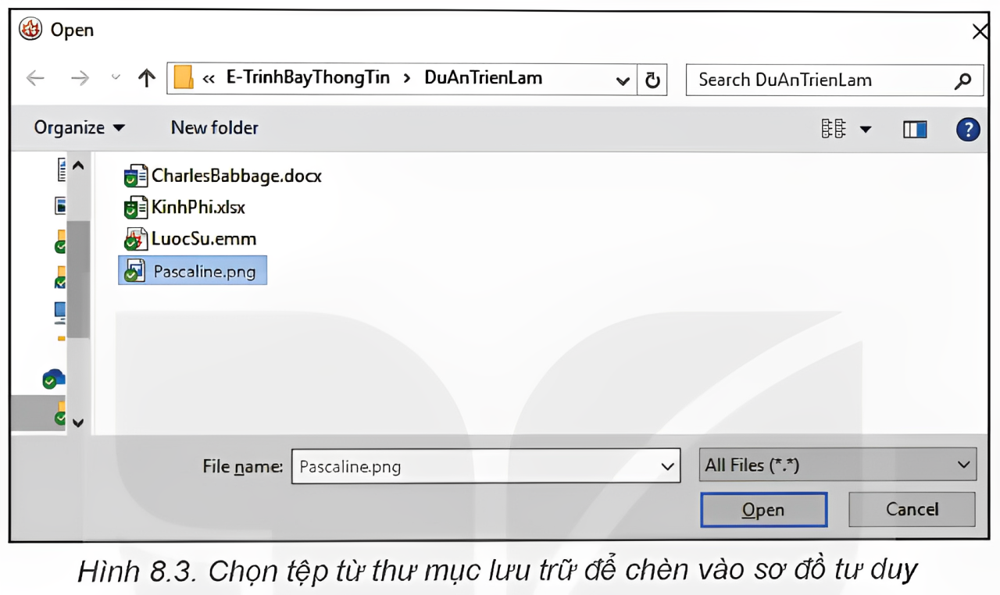 Open
« E-TrinhBayThongTin › DuAnTrienLam
Search DuAnTrienLam
Organize
New folder
?
CharlesBabbage.docx
KinhPhi.xlsx
LuocSu.emm
Pascaline.png
File name:
Pascaline.png
All Files (*.*)
Open
Cancel
Hình 8.3. Chọn tệp từ thư mục lưu trữ để chèn vào sơ đồ tư duy